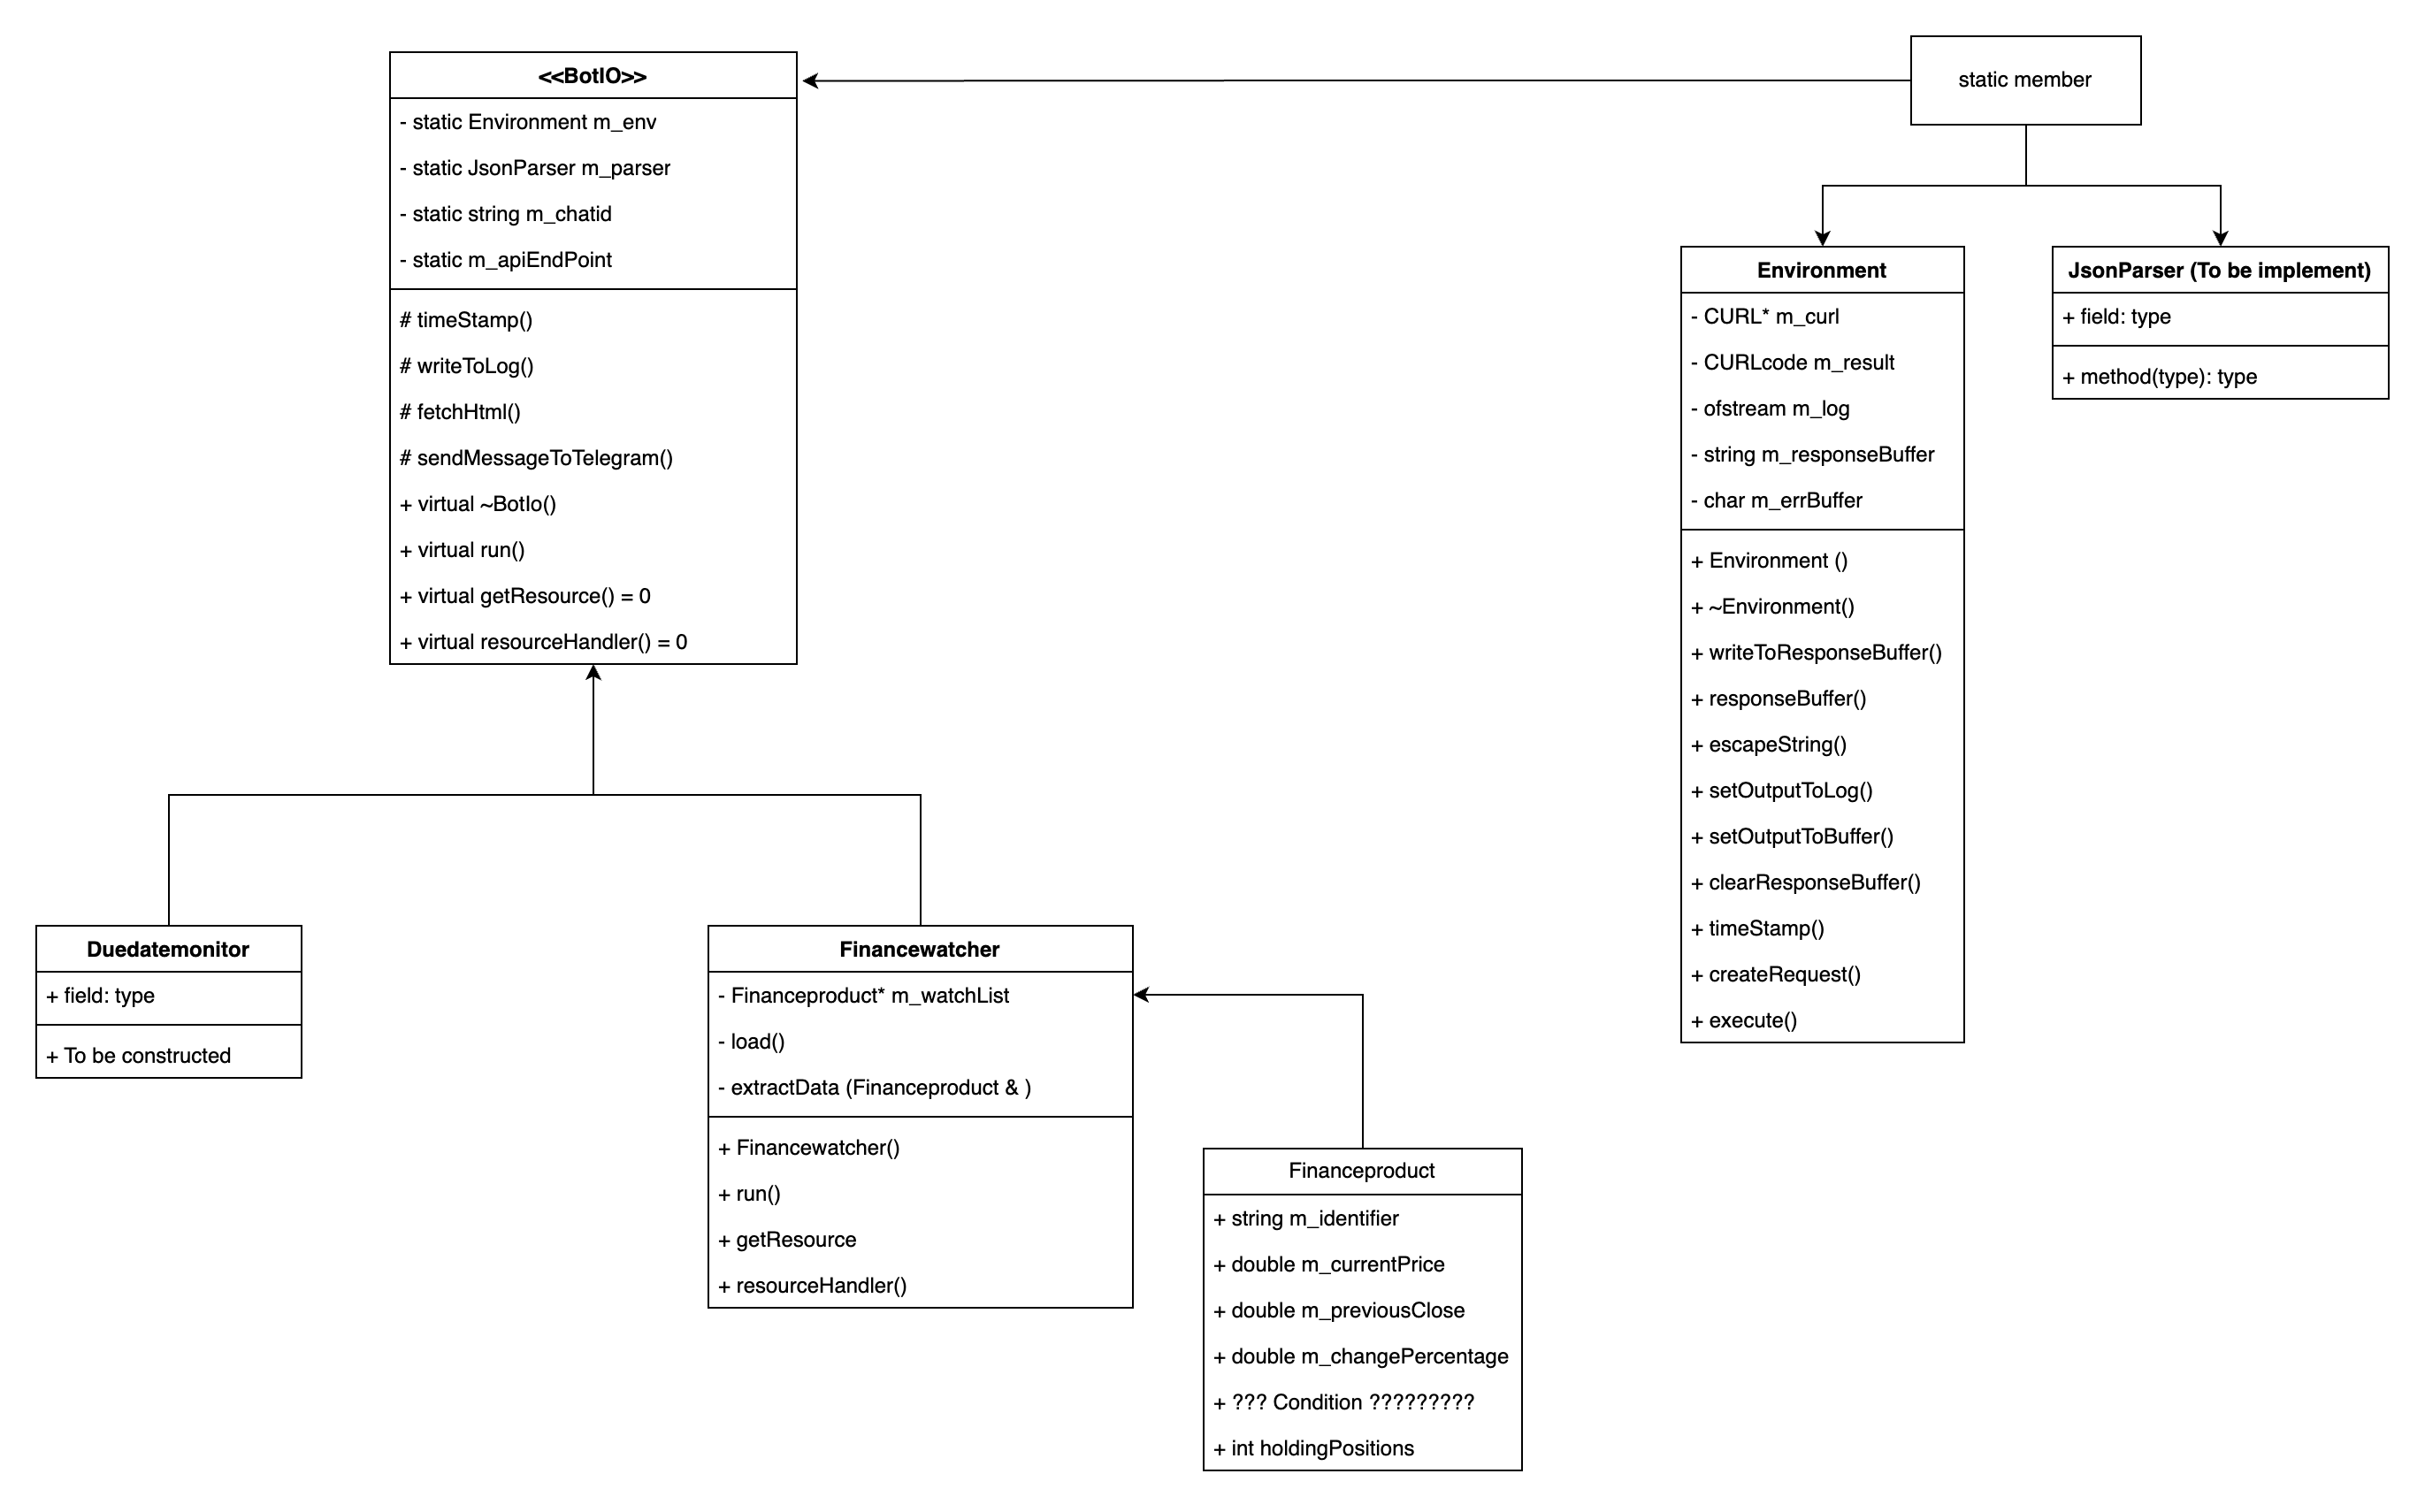 <<BotIO>>
- static Environment m_env
- static JsonParser m_parser
- static string m_chatid
- static m_apiEndPoint
# timeStamp()
# writeToLog()
# fetchHtml()
# sendMessageToTelegram()
+ virtual ~BotIo()
+ virtual run()
+ virtual getResource() = 0
+ virtual resourceHandler() = 0
static member
Environment
- CURL* m_curl
- CURLcode m_result
- ofstream m_log
- string m_responseBuffer
- char m_errBuffer
+ Environment ()
+ ~Environment()
+ writeToResponseBuffer()
+ responseBuffer()
+ escapeString()
+ setOutputToLog()
+ setOutputToBuffer()
+ clearResponseBuffer()
+ timeStamp()
+ createRequest()
+ execute()
JsonParser (To be implement)
+ field: type
+ method(type): type
Duedatemonitor
+ field: type
+ To be constructed
Financewatcher
- Financeproduct* m_watchList
- load()
- extractData (Financeproduct & )
+ Financewatcher()
+ run()
+ getResource
+ resourceHandler()
Financeproduct
+ string m_identifier
+ double m_currentPrice
+ double m_previousClose
+ double m_changePercentage
+ ??? Condition ?????????
+ int holdingPositions